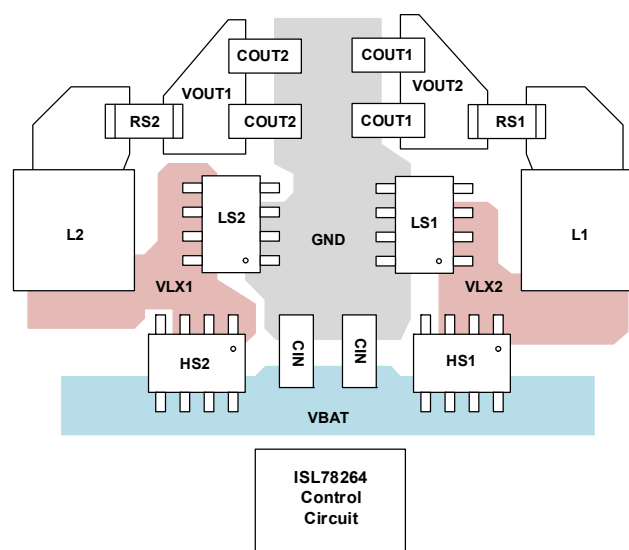 COUT2
COUT1
VOUT1
VOUT2
RS2
COUT2
COUT1
RS1
LS2
LS1
L2
GND
L1
VLX1
VLX2
CIN
CIN
HS2
HS1
VBAT
ISL78264
Control
Circuit